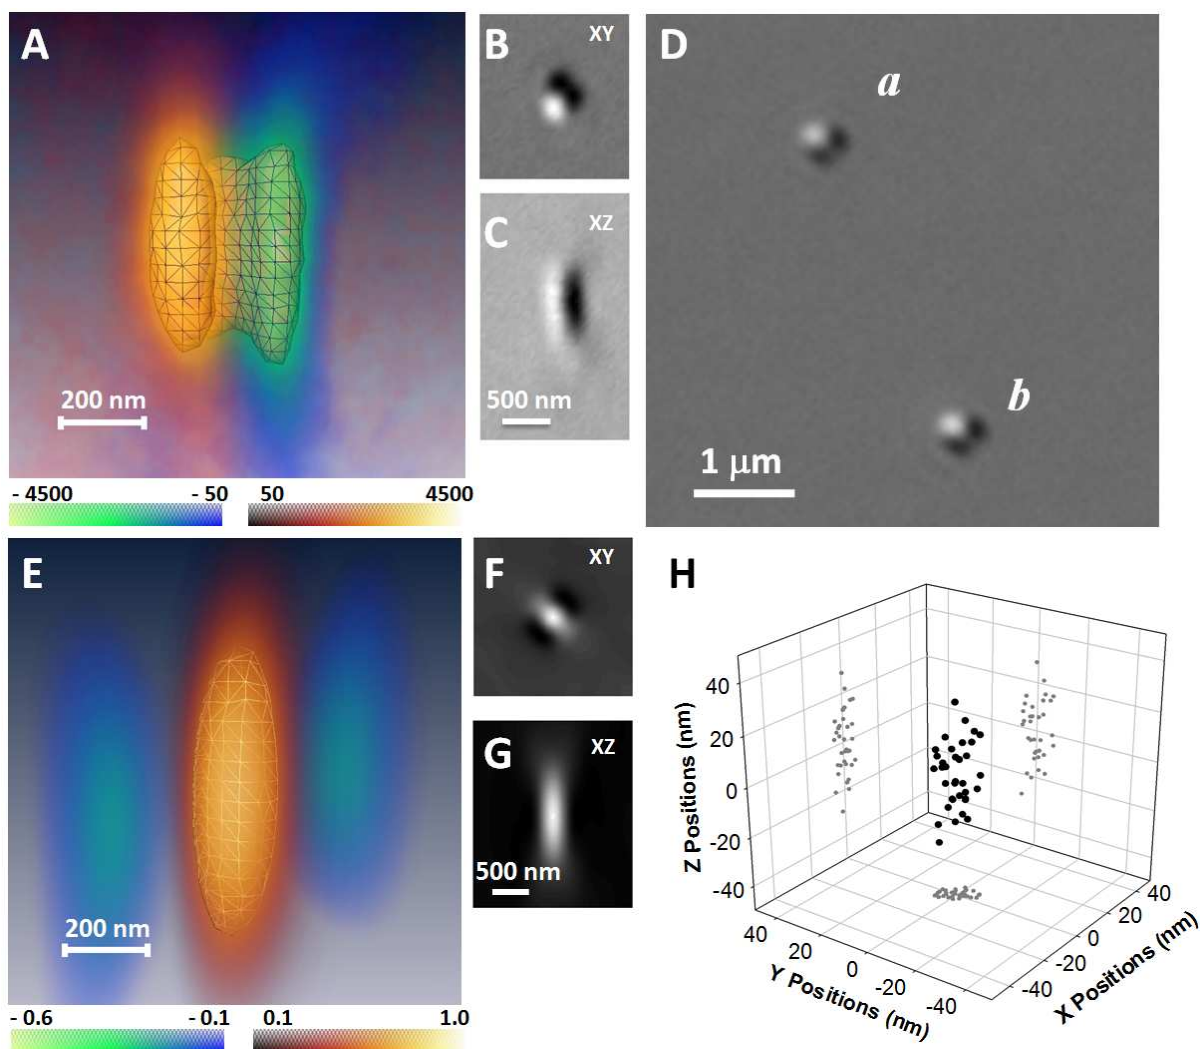 A
200 nm
- 4500
- 50
50
4500
B
XY
C
XZ
500 nm
D
a
b
1 µm
E
200 nm
- 0.6
- 0.1
0.1
1.0
F
XY
G
XZ
500 nm
H
Z Positions (nm)
40
20
0
-20
-40
40
20
0
-20
-40
Y Positions (nm)
40
20
0
-20
-40
X Positions (nm)